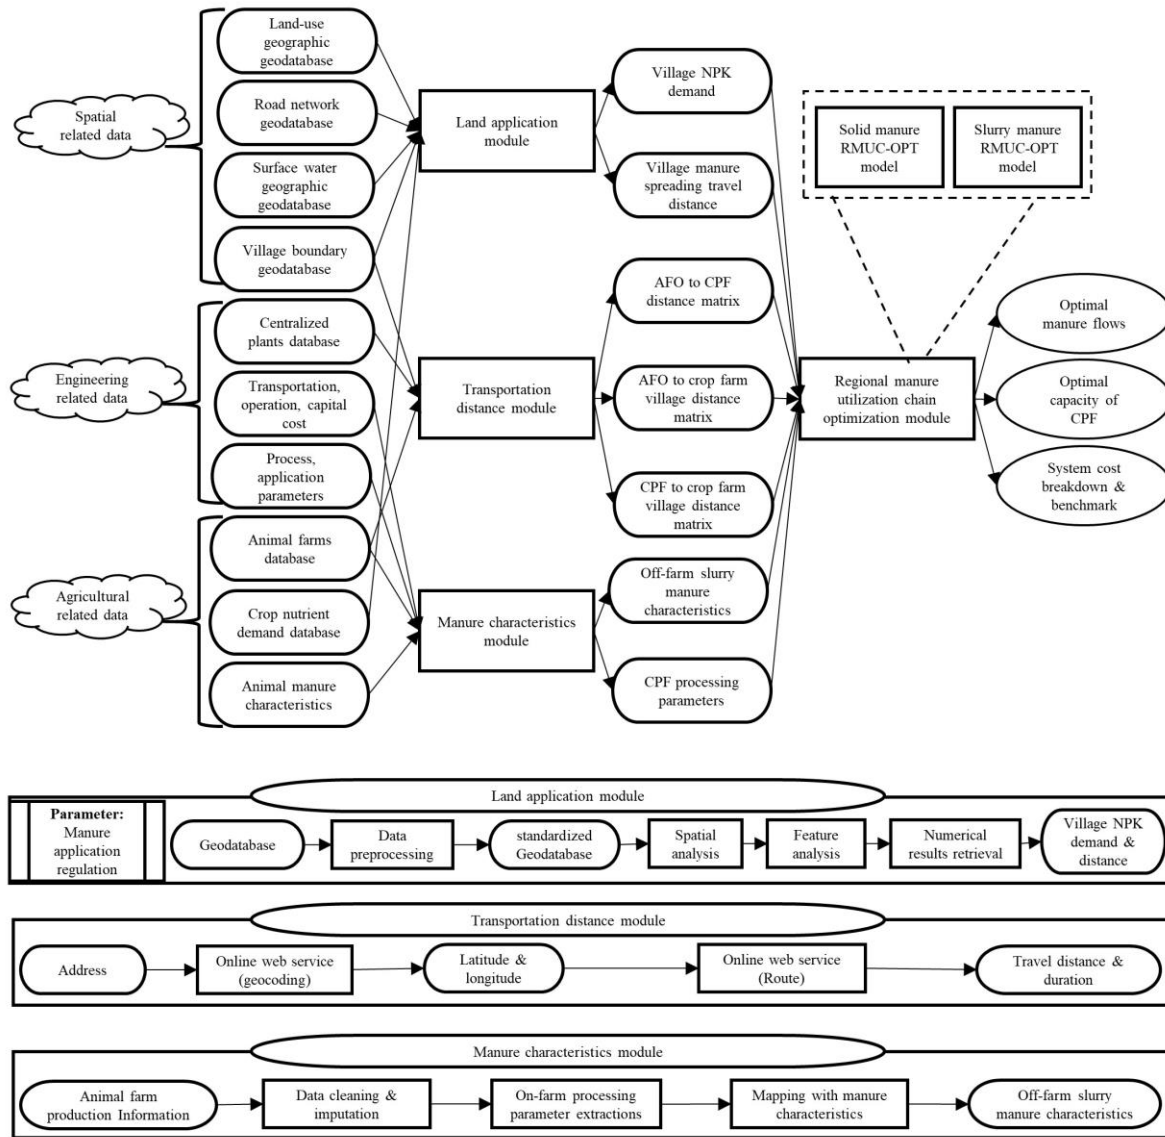 Land-use
geographic
geodatabase
Road network
geodatabase
Surface water
geographic
geodatabase
Village boundary
geodatabase
Centralized
plants database
Transportation,
operation, capital
cost
Process,
application
parameters
Animal farms
database
Crop nutrient
demand database
Animal manure
characteristics
Spatial
related data
Engineering
related data
Agricultural
related data
Land application
module
Transportation
distance module
Manure characteristics
module
Village NPK
demand
Village manure
spreading travel
distance
AFO to CPF
distance matrix
AFO to crop farm
village distance
matrix
CPF to crop farm
village distance
matrix
Off-farm slurry
manure
characteristics
CPF processing
parameters
Solid manure
RMUC-OPT
model
Slurry manure
RMUC-OPT
model
Regional manure
utilization chain
optimization module
Optimal
manure flows
Optimal
capacity of
CPF
System cost
breakdown &
benchmark
Land application module
Parameter:
Manure
application
regulation
Geodatabase
Data
preprocessing
standardized
Geodatabase
Spatial
analysis
Feature
analysis
Numerical
results retrieval
Village NPK
demand &
distance
Transportation distance module
Address
Online web service
(geocoding)
Latitude &
longitude
Online web service
(Route)
Travel distance &
duration
Manure characteristics module
Animal farm
production Information
Data cleaning &
imputation
On-farm processing
parameter extractions
Mapping with manure
characteristics
Off-farm slurry
manure characteristics